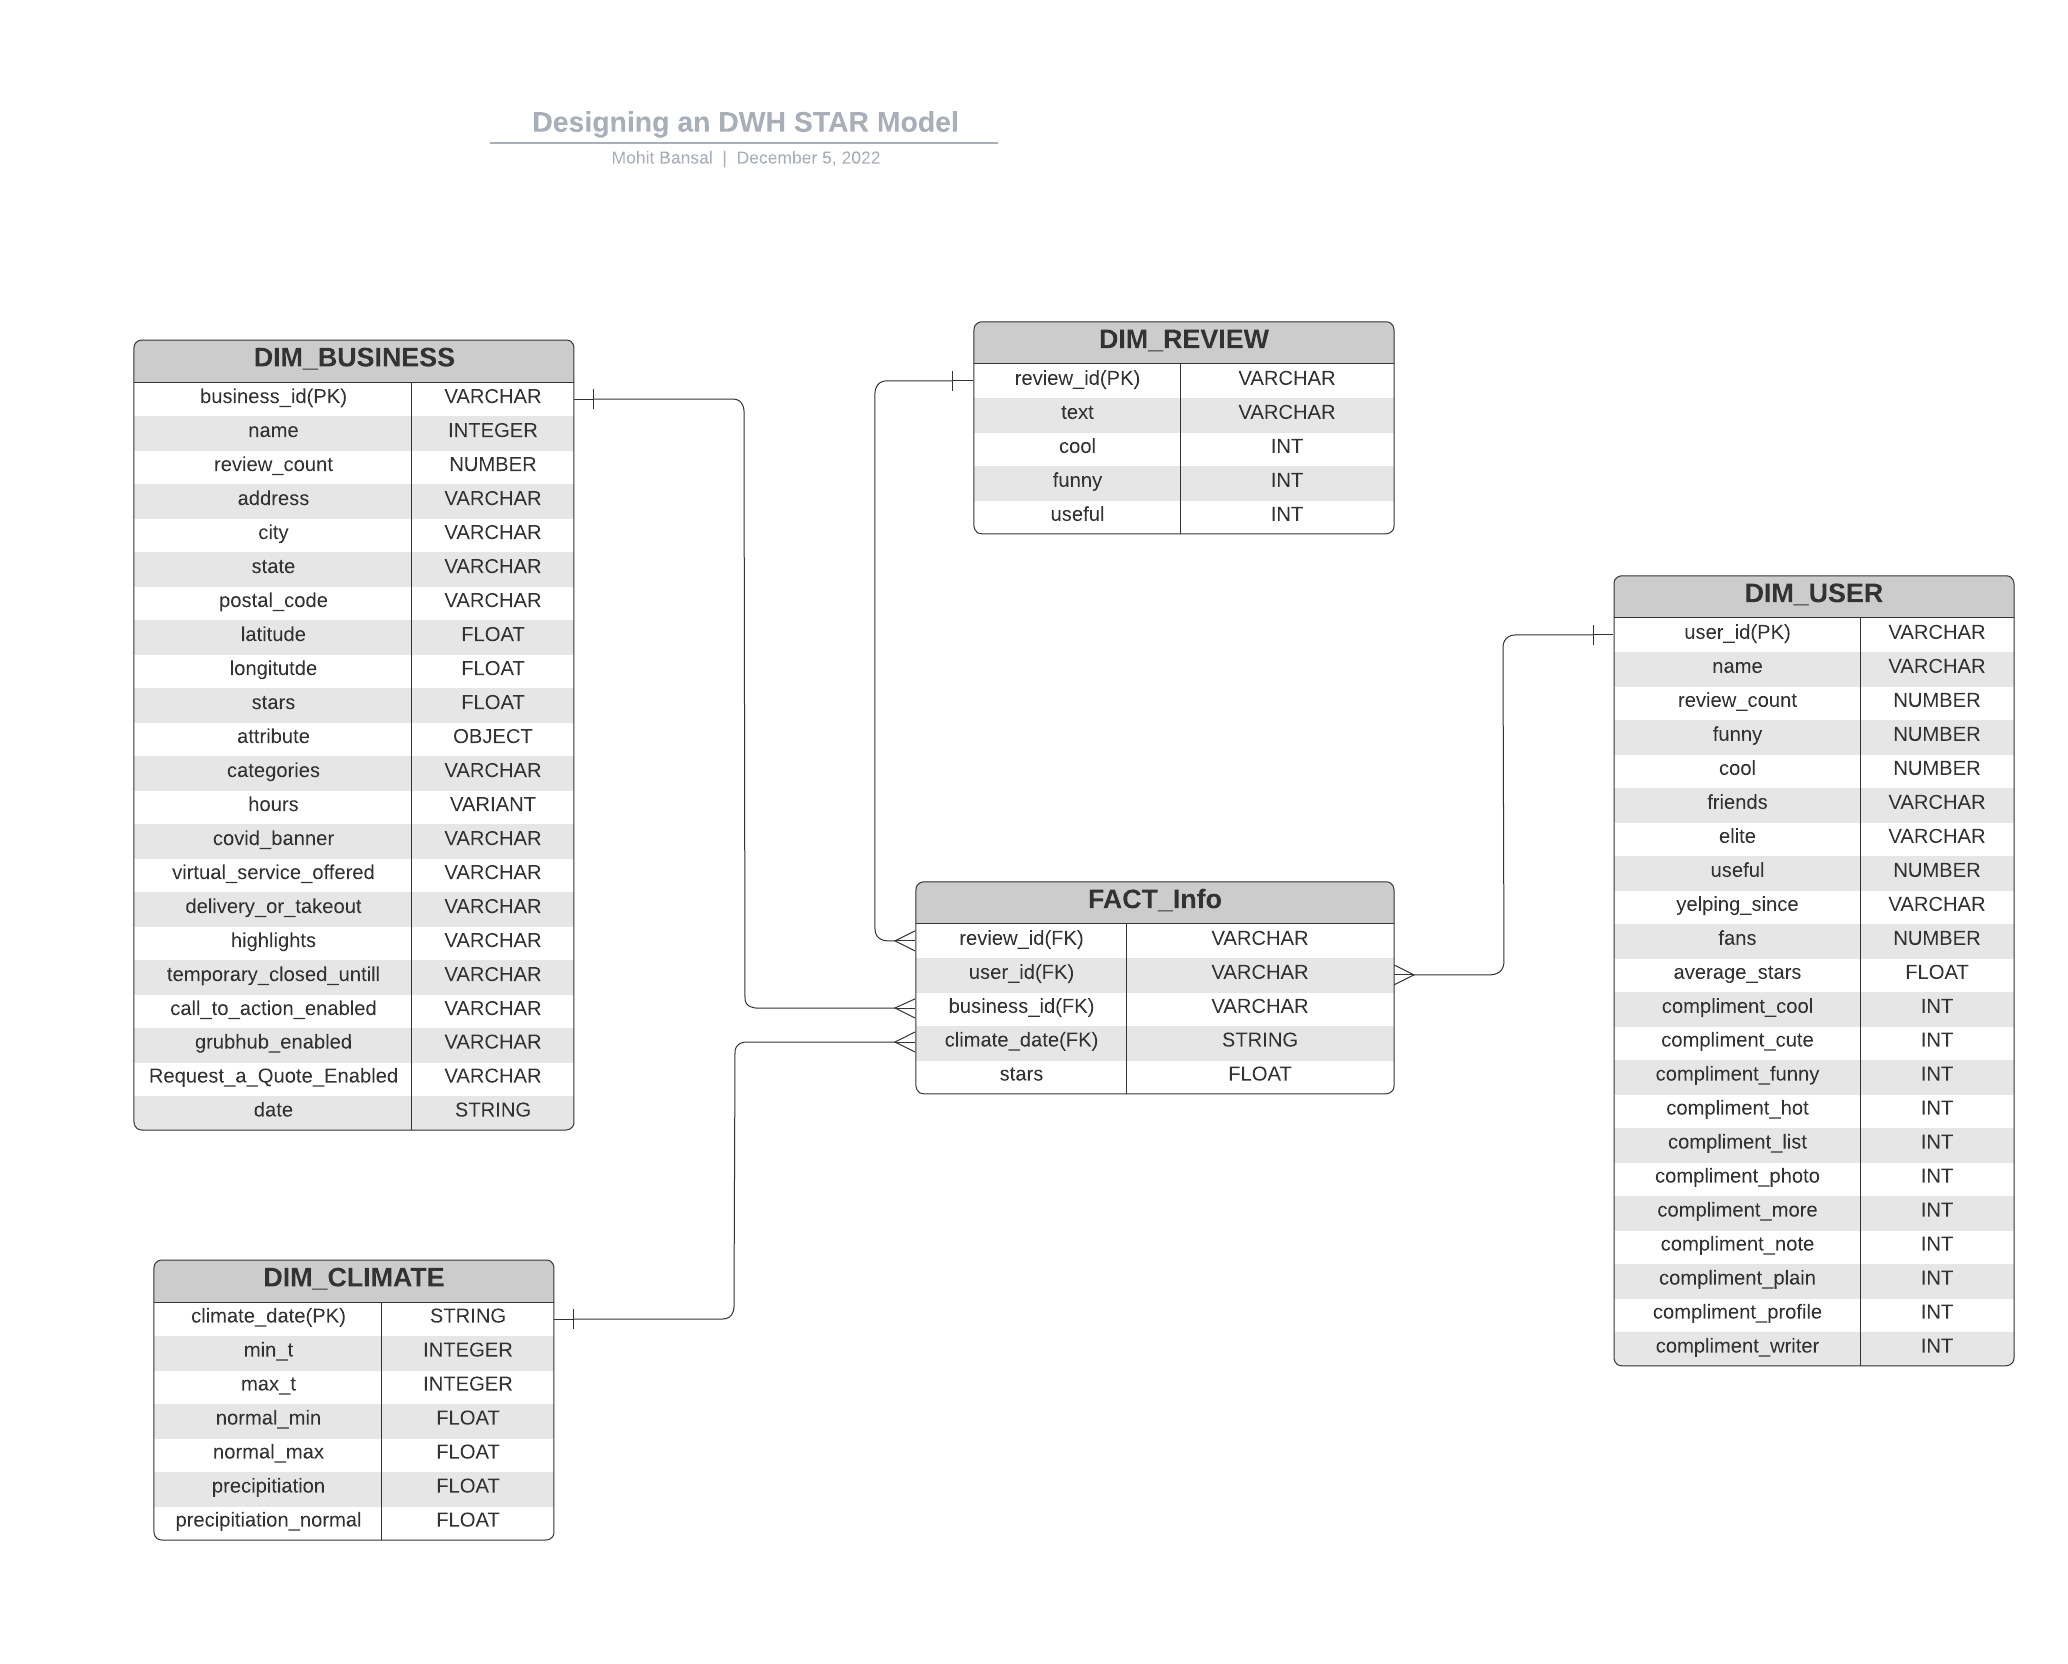 Designing an DWH STAR Model
Mohit Bansal | December 5, 2022
DIM_BUSINESS
business_id(PK) VARCHAR
name INTEGER
review_count NUMBER
address VARCHAR
city VARCHAR
state VARCHAR
postal_code VARCHAR
latitude FLOAT
longitutde FLOAT
stars FLOAT
attribute OBJECT
categories VARCHAR
hours VARIANT
covid_banner VARCHAR
virtual_service_offered VARCHAR
delivery_or_takeout VARCHAR
highlights VARCHAR
temporary_closed_untill VARCHAR
call_to_action_enabled VARCHAR
grubhub_enabled VARCHAR
Request_a_Quote_Enabled VARCHAR
date STRING
DIM_REVIEW
review_id(PK) VARCHAR
text VARCHAR
cool INT
funny INT
useful INT
DIM_USER
user_id(PK) VARCHAR
name VARCHAR
review_count NUMBER
funny NUMBER
cool NUMBER
friends VARCHAR
elite VARCHAR
useful NUMBER
yelping_since VARCHAR
fans NUMBER
average_stars FLOAT
compliment_cool INT
compliment_cute INT
compliment_funny INT
compliment_hot INT
compliment_list INT
compliment_photo INT
compliment_more INT
compliment_note INT
compliment_plain INT
compliment_profile INT
compliment_writer INT
FACT_Info
review_id(FK) VARCHAR
user_id(FK) VARCHAR
business_id(FK) VARCHAR
climate_date(FK) STRING
stars FLOAT
DIM_CLIMATE
climate_date(PK) STRING
min_t INTEGER
max_t INTEGER
normal_min FLOAT
normal_max FLOAT
precipitiation FLOAT
precipitiation_normal FLOAT